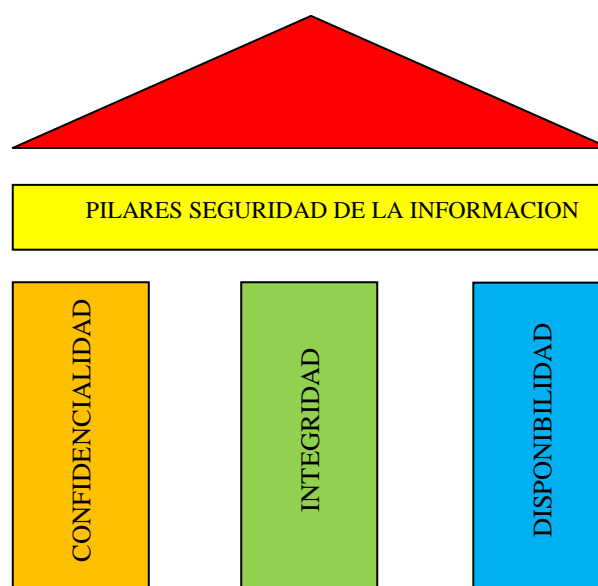 PILARES SEGURIDAD DE LA INFORMACION
CONFIDENCIALIDAD
INTEGRIDAD
DISPONIBILIDAD